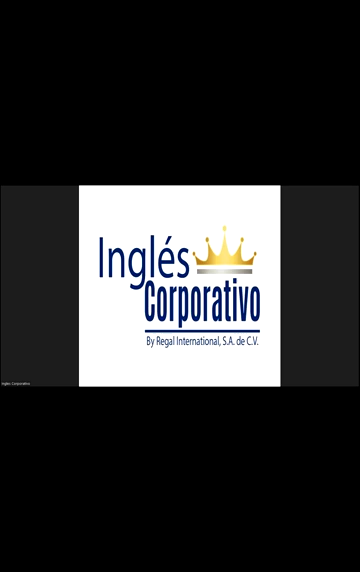 Inglés
Corporativo
By Regal International, S.A. de C.V.
Inglés Corporativo